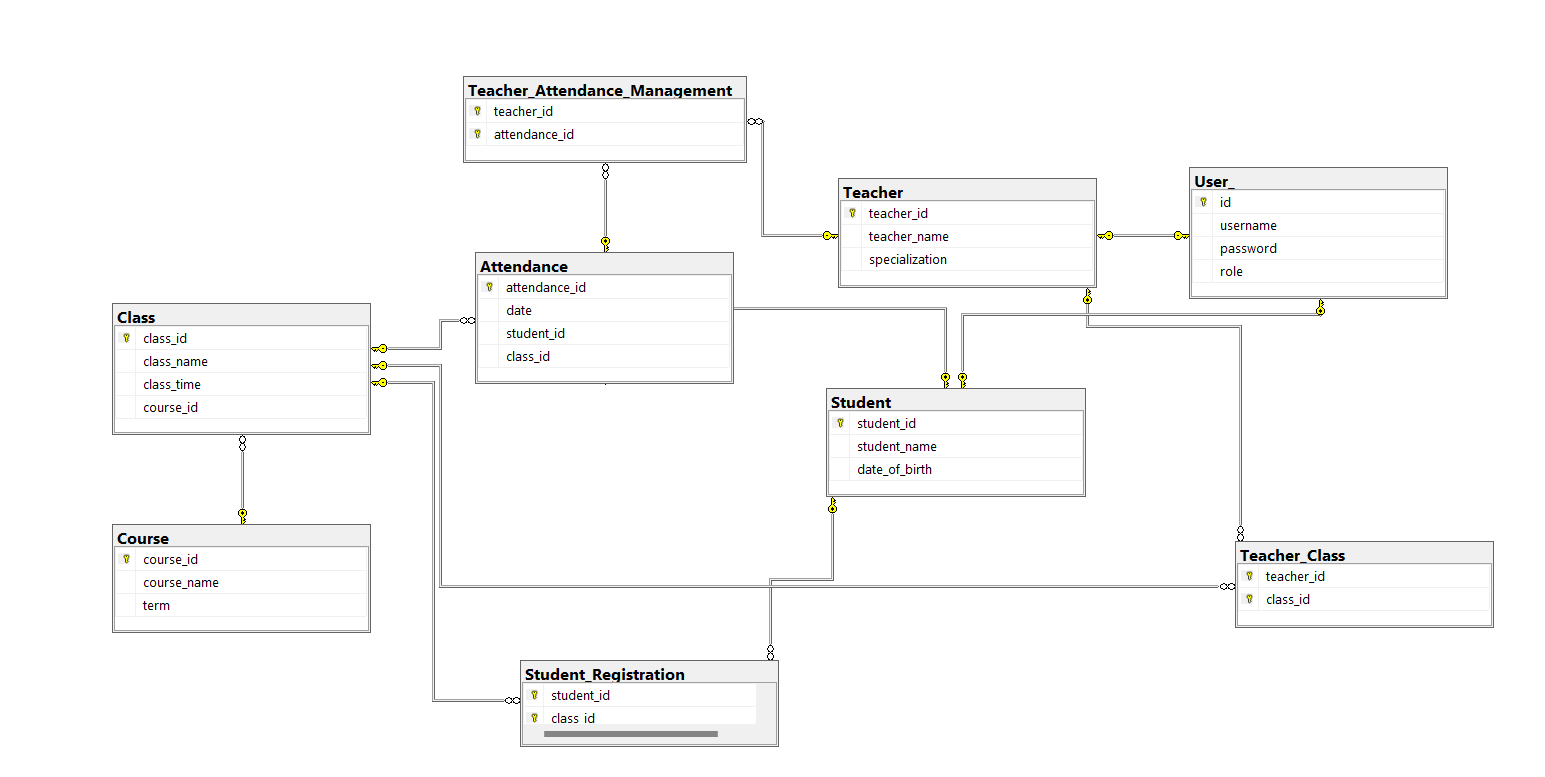 Teacher_Attendance_Management
teacher_id
attendance_id
Teacher
teacher_id
teacher_name
specialization
User_
id
username
password
role
Attendance
attendance_id
date
student_id
class_id
Class
class_id
class_name
class_time
course_id
Student
student_id
student_name
date_of_birth
Course
course_id
course_name
term
Teacher_Class
teacher_id
class_id
Student_Registration
student_id
class_id